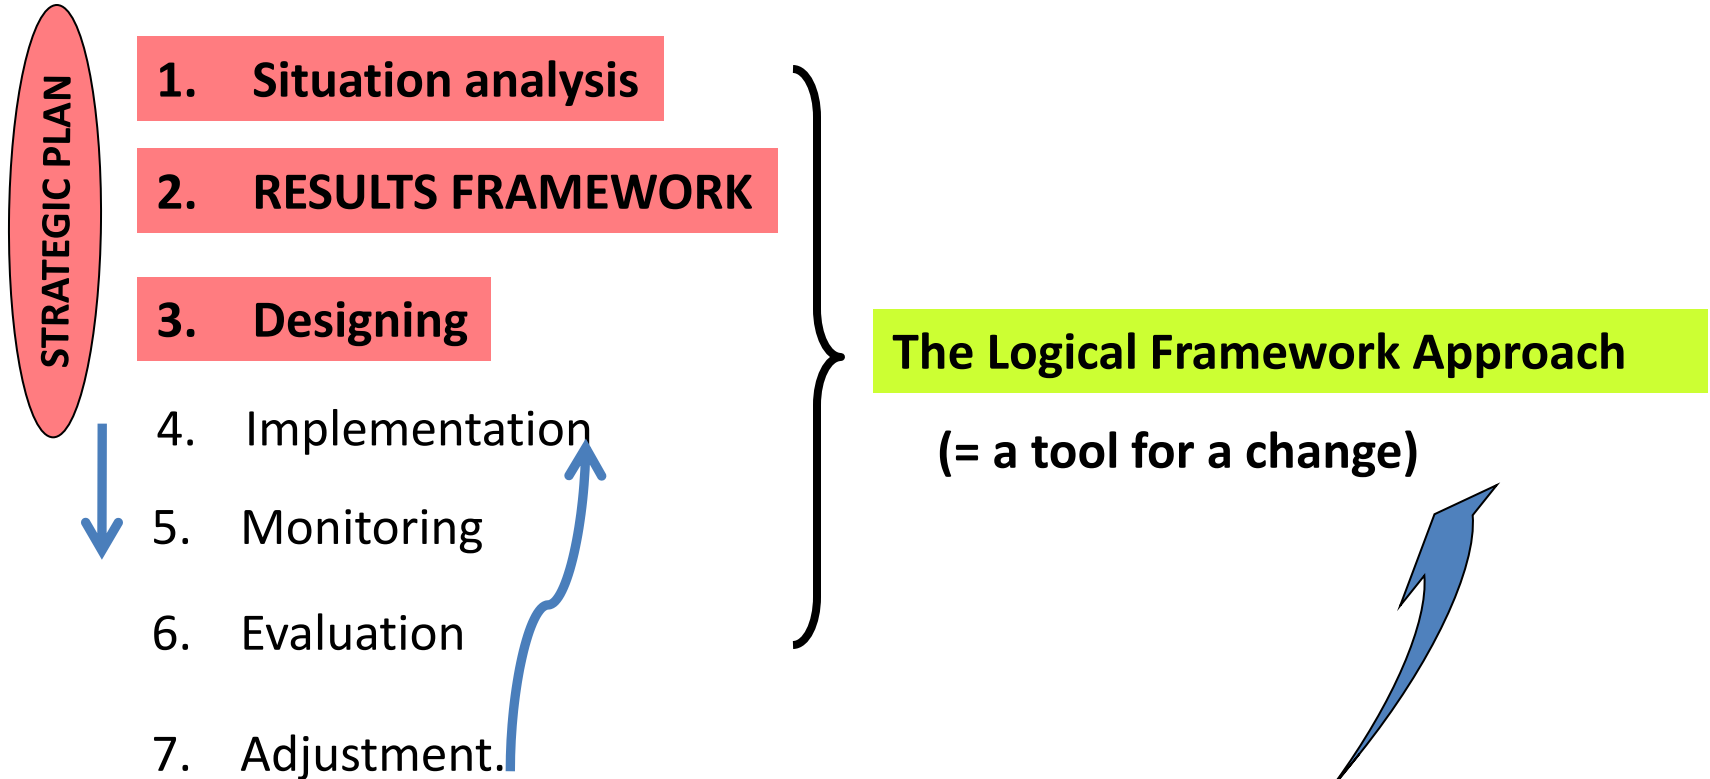 STRATEGIC PLAN
1. Situation analysis
2. RESULTS FRAMEWORK
3. Designing
4. Implementation
5. Monitoring
6. Evaluation
7. Adjustment.
The Logical Framework Approach
(= a tool for a change)